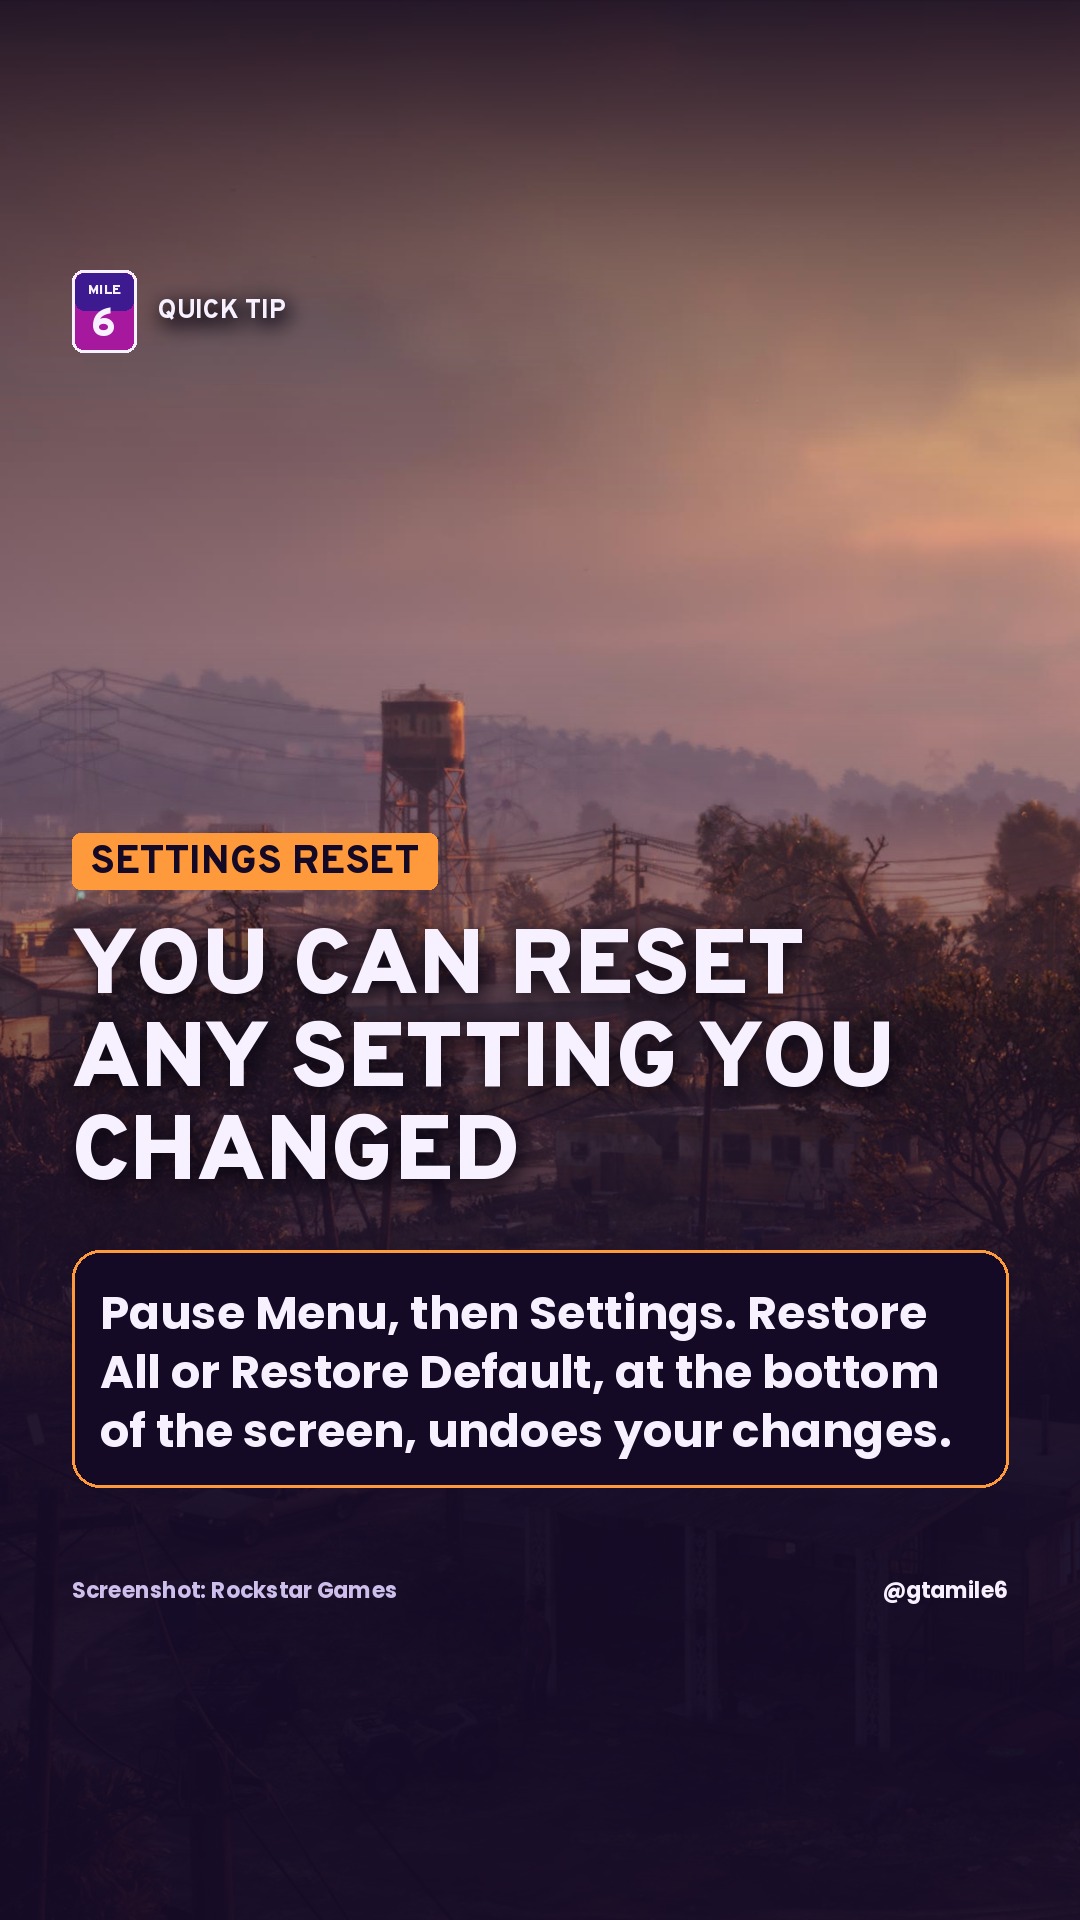 MILE
6
QUICK TIP
SETTINGS RESET
YOU CAN RESET
ANY SETTING YOU
CHANGED
Pause Menu, then Settings. Restore
All or Restore Default, at the bottom
of the screen, undoes your changes.
Screenshot: Rockstar Games
@gtamile6